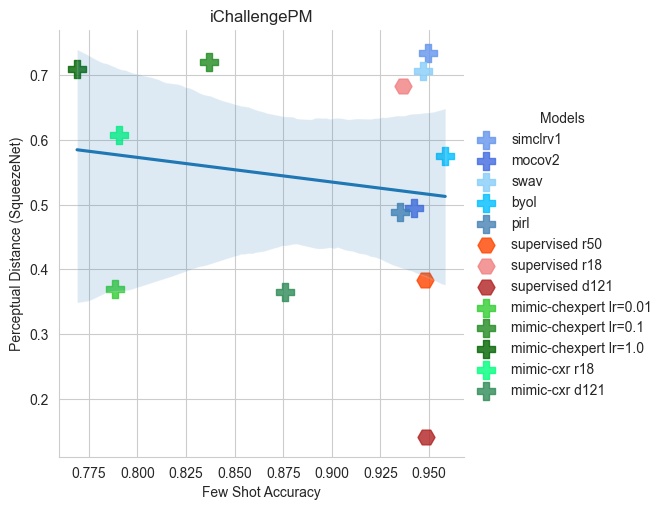 iChallengePM
Perceptual Distance (SqueezeNet)
0.7
0.6
0.5
0.4
0.3
0.2
0.775
0.800
0.825
0.850
0.875
0.900
0.925
0.950
Few Shot Accuracy
Models
simclrv1
mocov2
swav
byol
pirl
supervised r50
supervised r18
supervised d121
mimic-chexpert lr=0.01
mimic-chexpert lr=0.1
mimic-chexpert lr=1.0
mimic-cxr r18
mimic-cxr d121